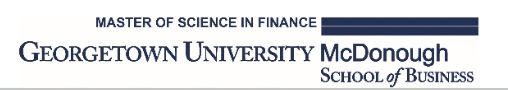 MASTER OF SCIENCE IN FINANCE
GEORGETOWN UNIVERSITY McDonough
SCHOOL of BUSINESS